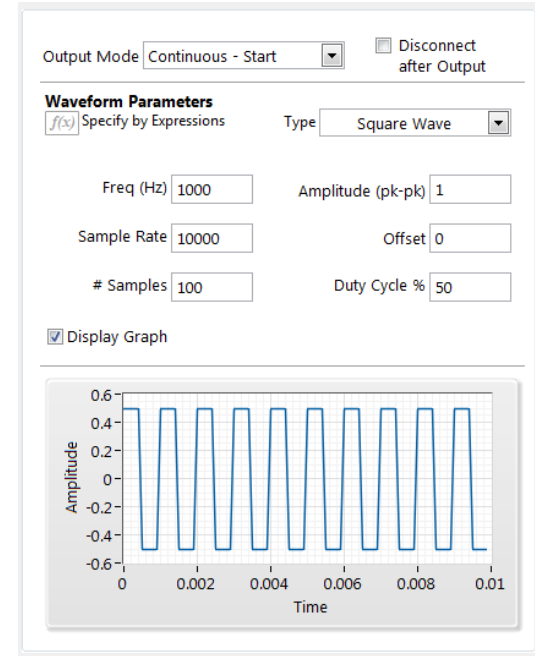 Output Mode Continuous - Start Disconnect
after Output
Waveform Parameters
f(x) Specify by Expressions Type Square Wave
Freq (Hz) 1000 Amplitude (pk-pk) 1
Sample Rate 10000 Offset 0
# Samples 100 Duty Cycle % 50
Display Graph
0.6
0.4
0.2
0
-0.2
-0.4
-0.6
Amplitude
0 0.002 0.004 0.006 0.008 0.01
Time